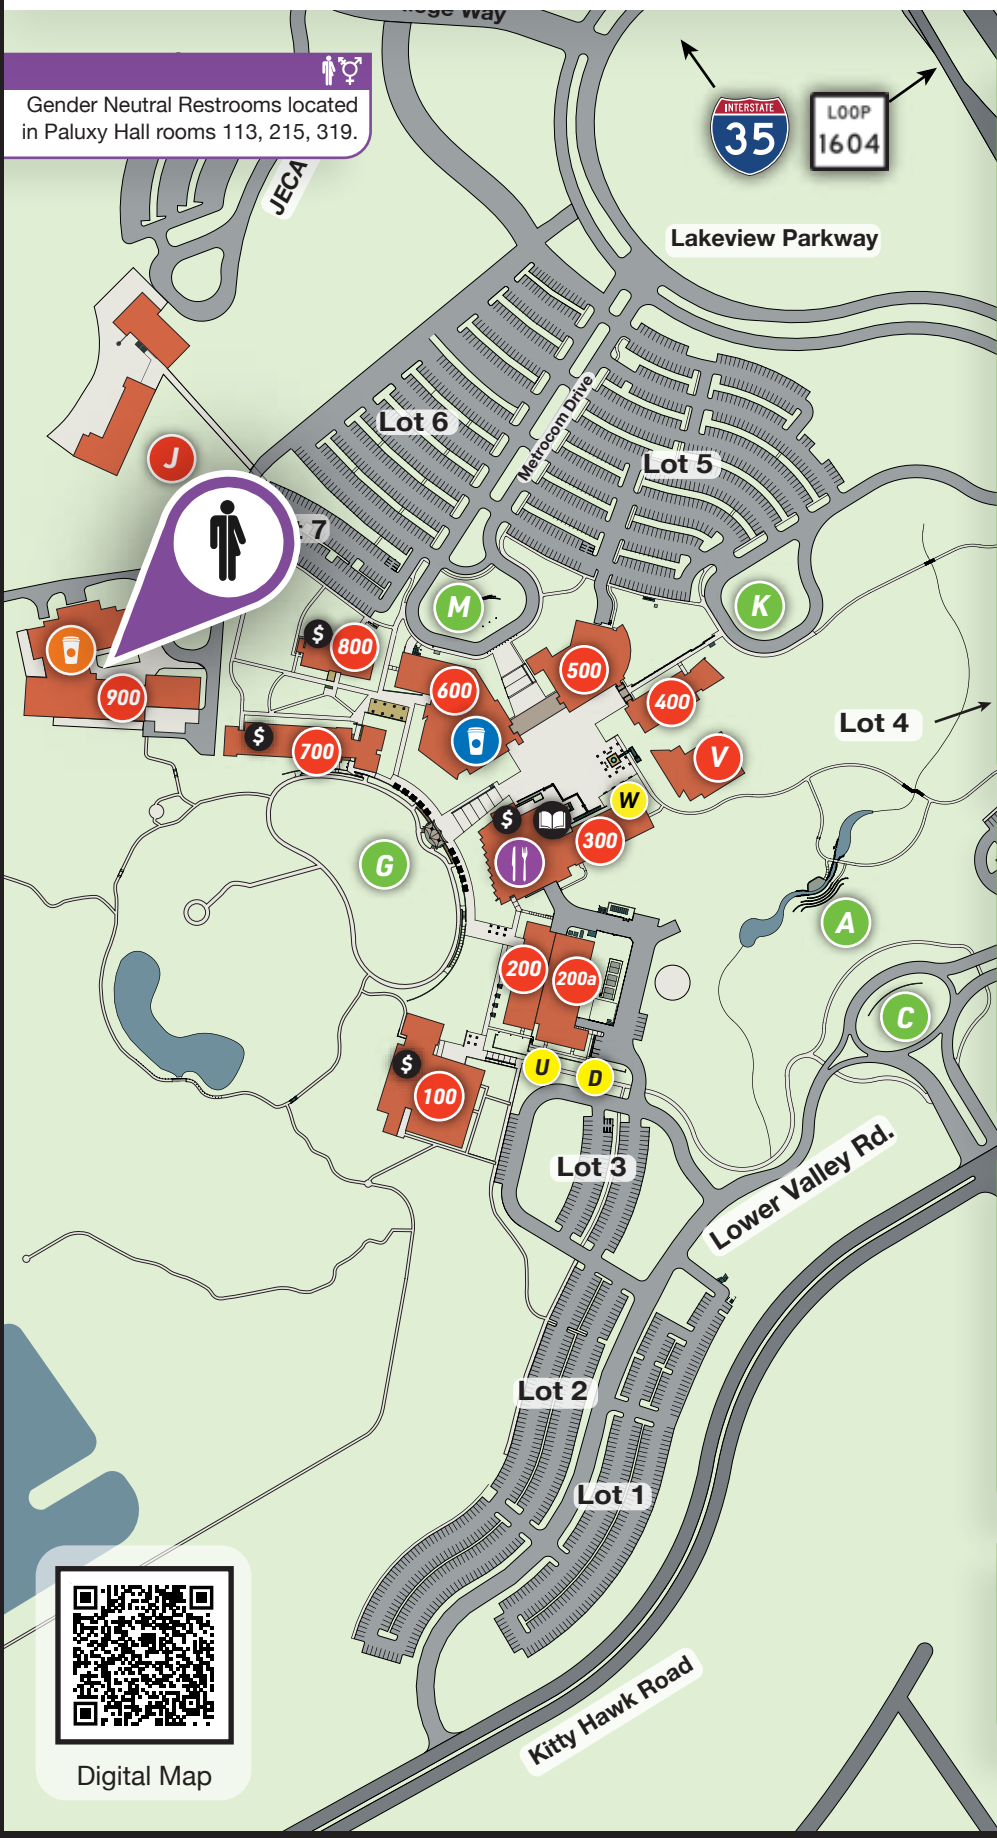 Way
Gender Neutral Restrooms located
in Paluxy Hall rooms 113, 215, 319.
INTERSTATE
35
LOOP
1604
JECA
Lakeview Parkway
Metrocom Drive
Lot 6
Lot 5
J
7
M
K
$
800
500
600
400
900
Lot 4
$
700
V
W
$
300
G
A
200
200a
C
$
U
D
100
Lot 3
Lower Valley Rd.
Lot 2
Lot 1
Kitty Hawk Road
Digital Map